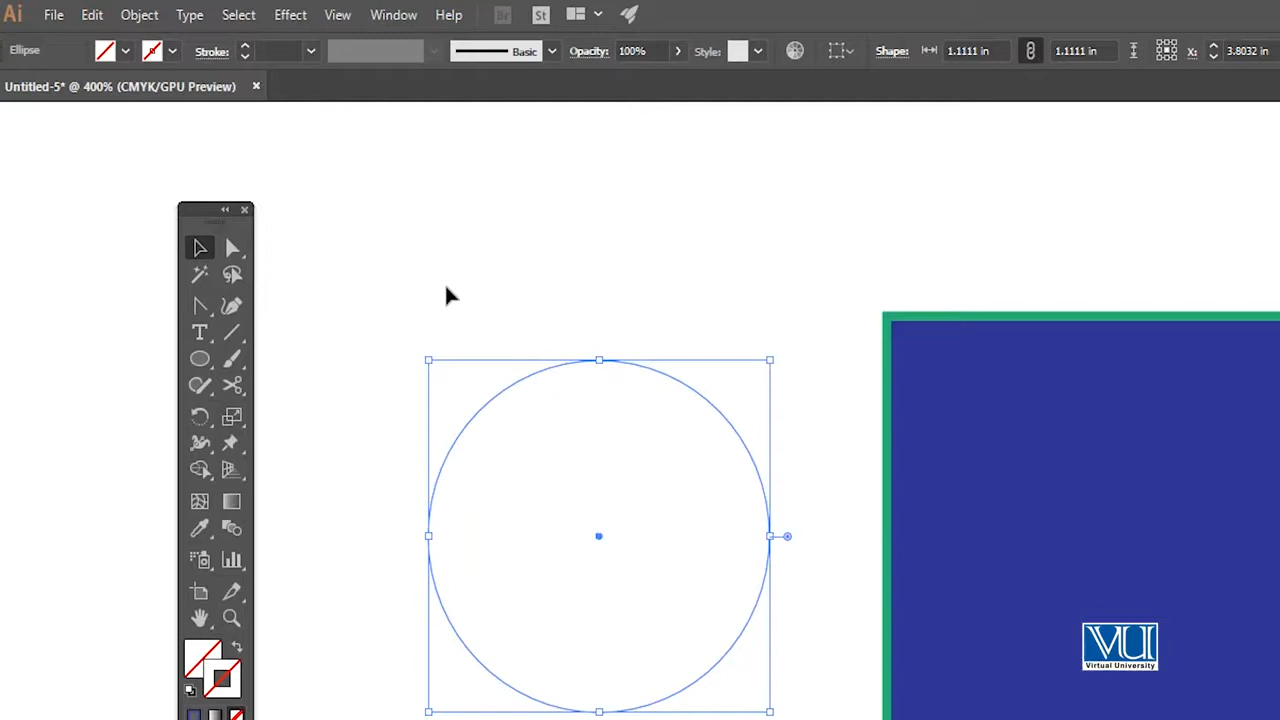 Ai File Edit Object Type Select Effect View Window Help Br St
Ellipse Stroke: Basic Opacity: 100% Style: Shape: 1.1111 in 1.1111 in X: 3.8032 in
Untitled-5* @ 400% (CMYK/GPU Preview) ×
T
VU
Virtual University